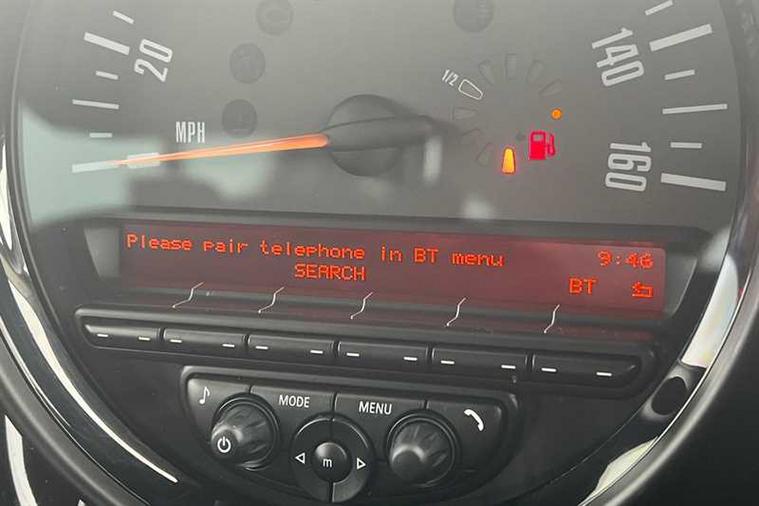 20
MPH
1/2
140
160
Please pair telephone in BT menu 9:46
SEARCH
BT
MODE
MENU
m